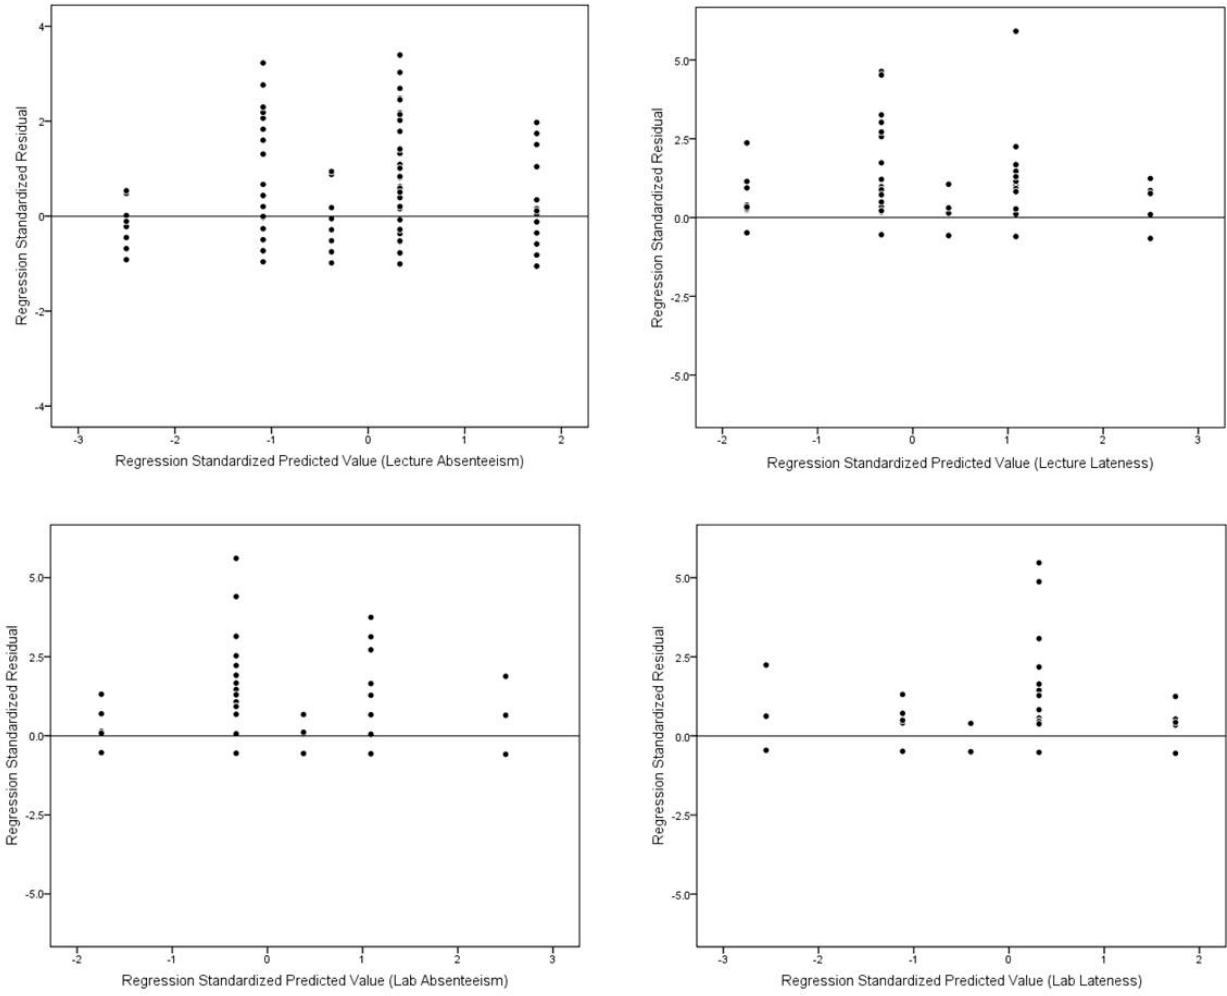 Regression Standardized Residual
4
2
0
-2
-4
-3 -2 -1 0 1 2
Regression Standardized Predicted Value (Lecture Absenteeism)
Regression Standardized Residual
5.0
2.5
0.0
-2.5
-5.0
-2 -1 0 1 2 3
Regression Standardized Predicted Value (Lecture Lateness)
Regression Standardized Residual
5.0
2.5
0.0
-2.5
-5.0
-2 -1 0 1 2 3
Regression Standardized Predicted Value (Lab Absenteeism)
Regression Standardized Residual
5.0
2.5
0.0
-2.5
-5.0
-3 -2 -1 0 1 2
Regression Standardized Predicted Value (Lab Lateness)